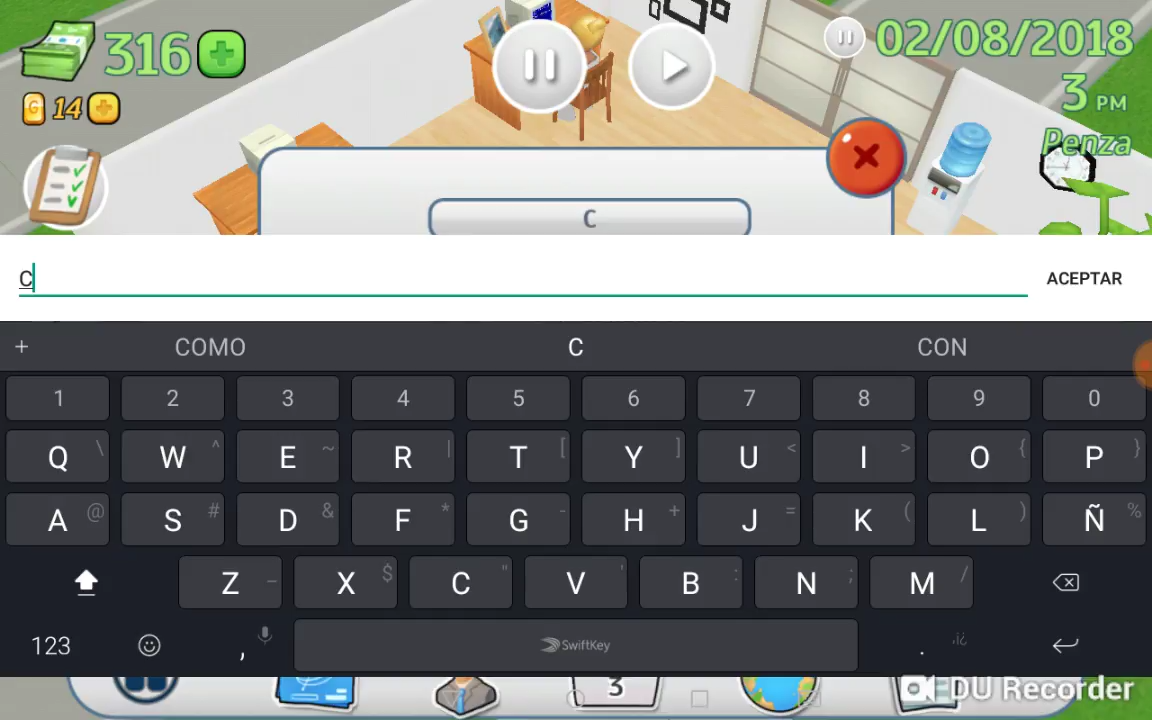 316
02/08/2018
G 14
3 PM
Penza
C
C
ACEPTAR
+ COMO C CON
1 2 3 4 5 6 7 8 9 0
Q \ W ^ E ~ R | T [ Y ] U < I > O { P }
A @ S # D & F * G - H + J = K ( L ) Ñ %
Z _ X $ C " V ' B : N ; M /
123 , SwiftKey . ,!¿
3
DU Recorder